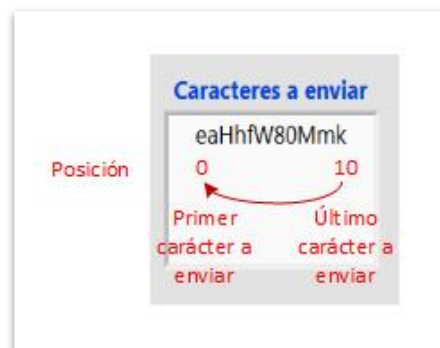 Caracteres a enviar
eaHhfW80Mmk
Posición 0 10
Primer carácter a enviar
Último carácter a enviar